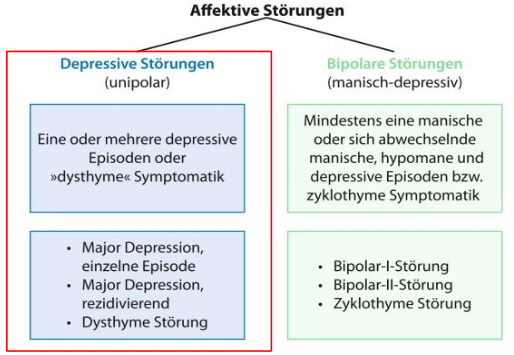 Affektive Störungen
Depressive Störungen
(unipolar)
Eine oder mehrere depressive
Episoden oder
»dysthyme« Symptomatik
• Major Depression,
einzelne Episode
• Major Depression,
rezidivierend
• Dysthyme Störung
Bipolare Störungen
(manisch-depressiv)
Mindestens eine manische
oder sich abwechselnde
manische, hypomane und
depressive Episoden bzw.
zyklothyme Symptomatik
• Bipolar-I-Störung
• Bipolar-II-Störung
• Zyklothyme Störung